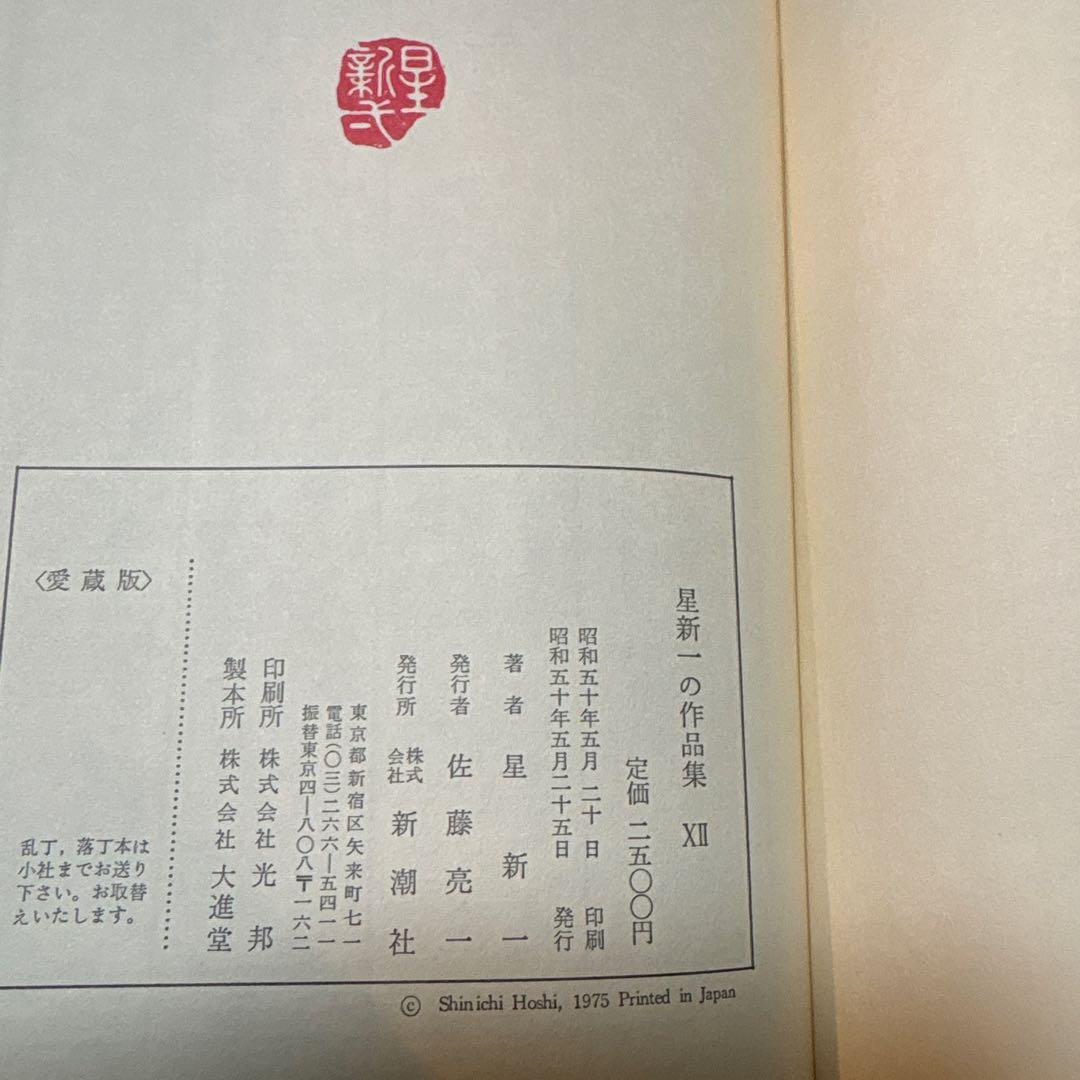 星新一
星新一の作品集 XII
定価 二五〇〇円
昭和五十年五月 二十 日 印刷
昭和五十年五月二十五日 発行
著者 星新一
発行者 佐藤亮一
発行所 株式会社 新潮社
東京都新宿区矢来町七一
電話(〇三)二六六―五四一一
振替東京四―八〇八〒一六二
印刷所 株式会社 光邦
製本所 株式会社 大進堂
〈愛蔵版〉
乱丁,落丁本は
小社までお送り
下さい。お取替
えいたします。
© Shinichi Hoshi, 1975 Printed in Japan